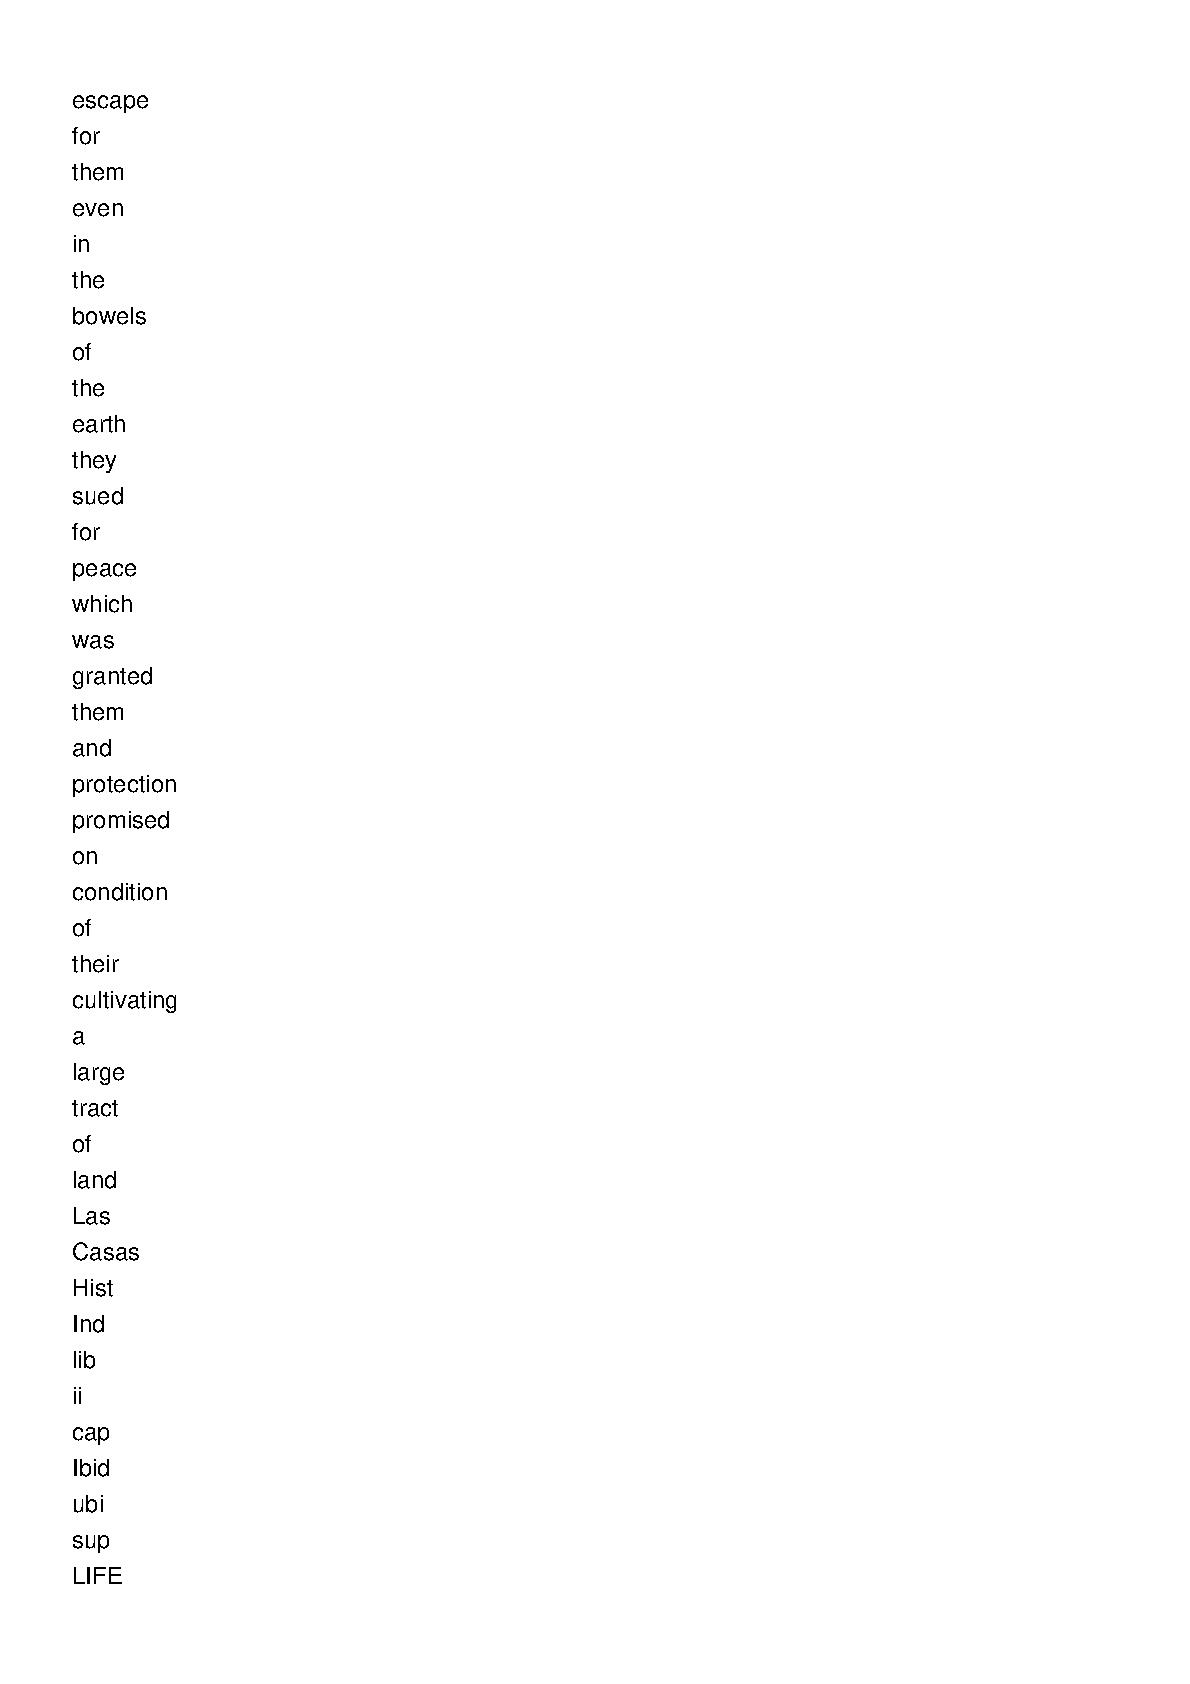 escape
for
them
even
in
the
bowels
of
the
earth
they
sued
for
peace
which
was
granted
them
and
protection
promised
on
condition
of
their
cultivating
a
large
tract
of
land
Las
Casas
Hist
Ind
lib
ii
cap
Ibid
ubi
sup
LIFE